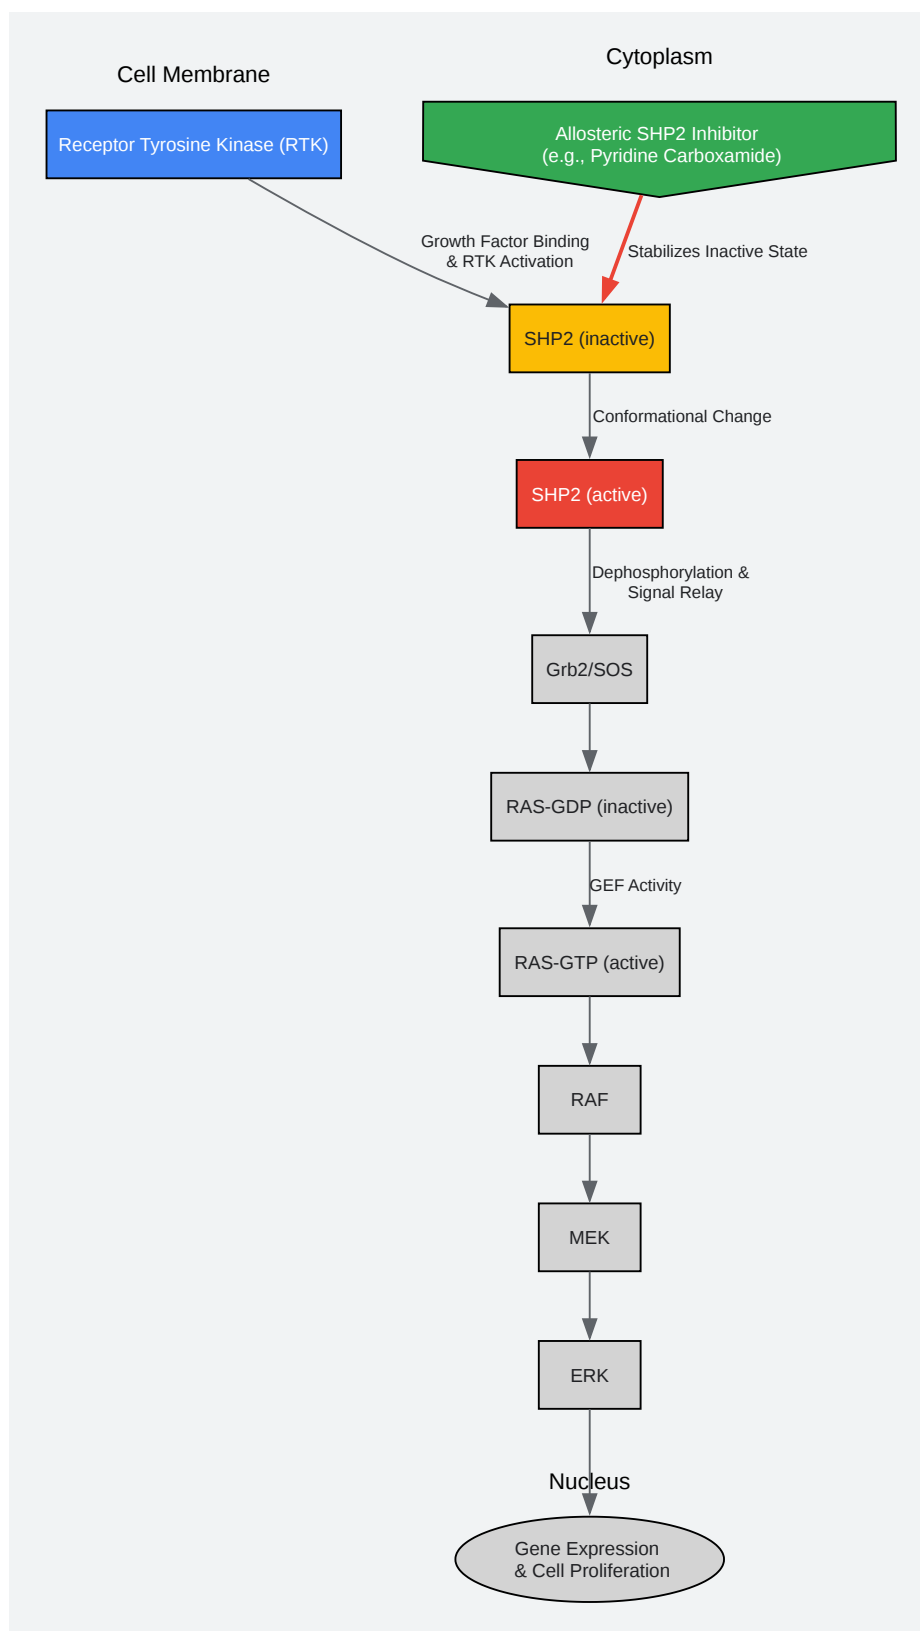 Cell Membrane
Cytoplasm
Receptor Tyrosine Kinase (RTK)
Allosteric SHP2 Inhibitor
(e.g., Pyridine Carboxamide)
Growth Factor Binding
& RTK Activation
Stabilizes Inactive State
SHP2 (inactive)
Conformational Change
SHP2 (active)
Dephosphorylation &
Signal Relay
Grb2/SOS
RAS-GDP (inactive)
GEF Activity
RAS-GTP (active)
RAF
MEK
ERK
Nucleus
Gene Expression
& Cell Proliferation